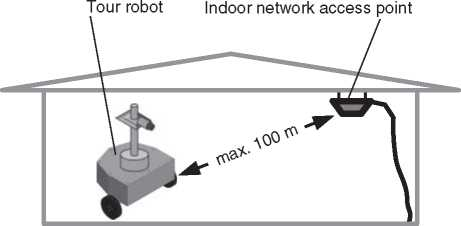 Tour robot
Indoor network access point
max. 100 m